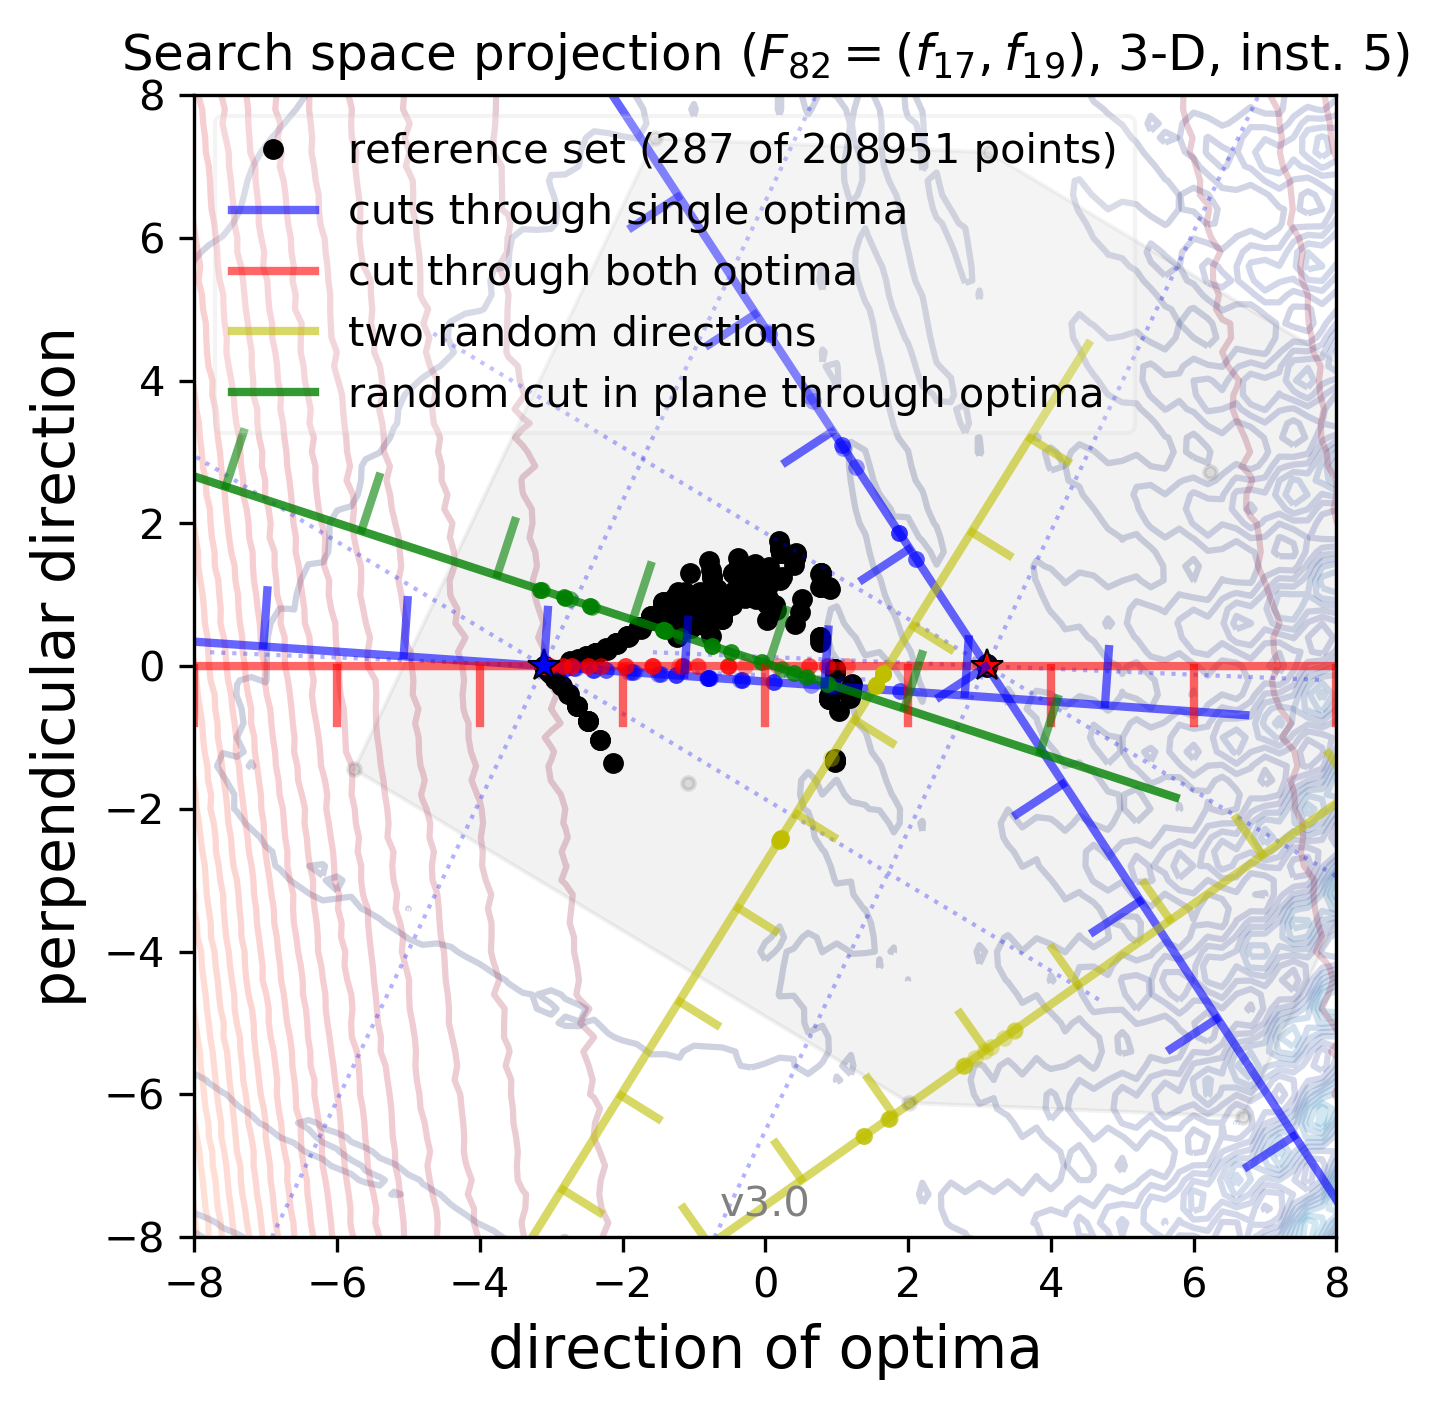 Search space projection (F82 = (f17, f19), 3-D, inst. 5)
reference set (287 of 208951 points)
cuts through single optima
cut through both optima
two random directions
random cut in plane through optima
8
6
4
2
0
−2
−4
−6
−8
perpendicular direction
v3.0
−8 −6 −4 −2 0 2 4 6 8
direction of optima